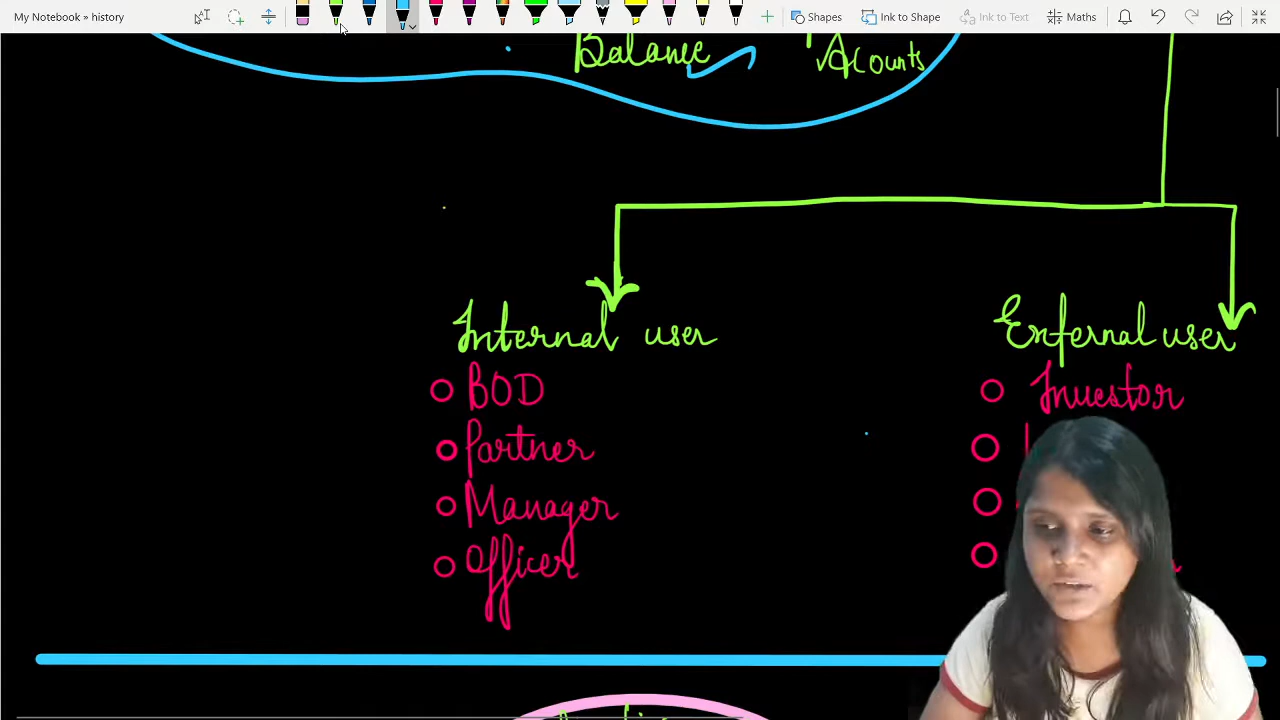 My Notebook » history
Shapes
Ink to Shape
Ink to Text
Maths
Balance
Acounts
Internal user
External user
BOD
Investor
Partner
Manager
Officer